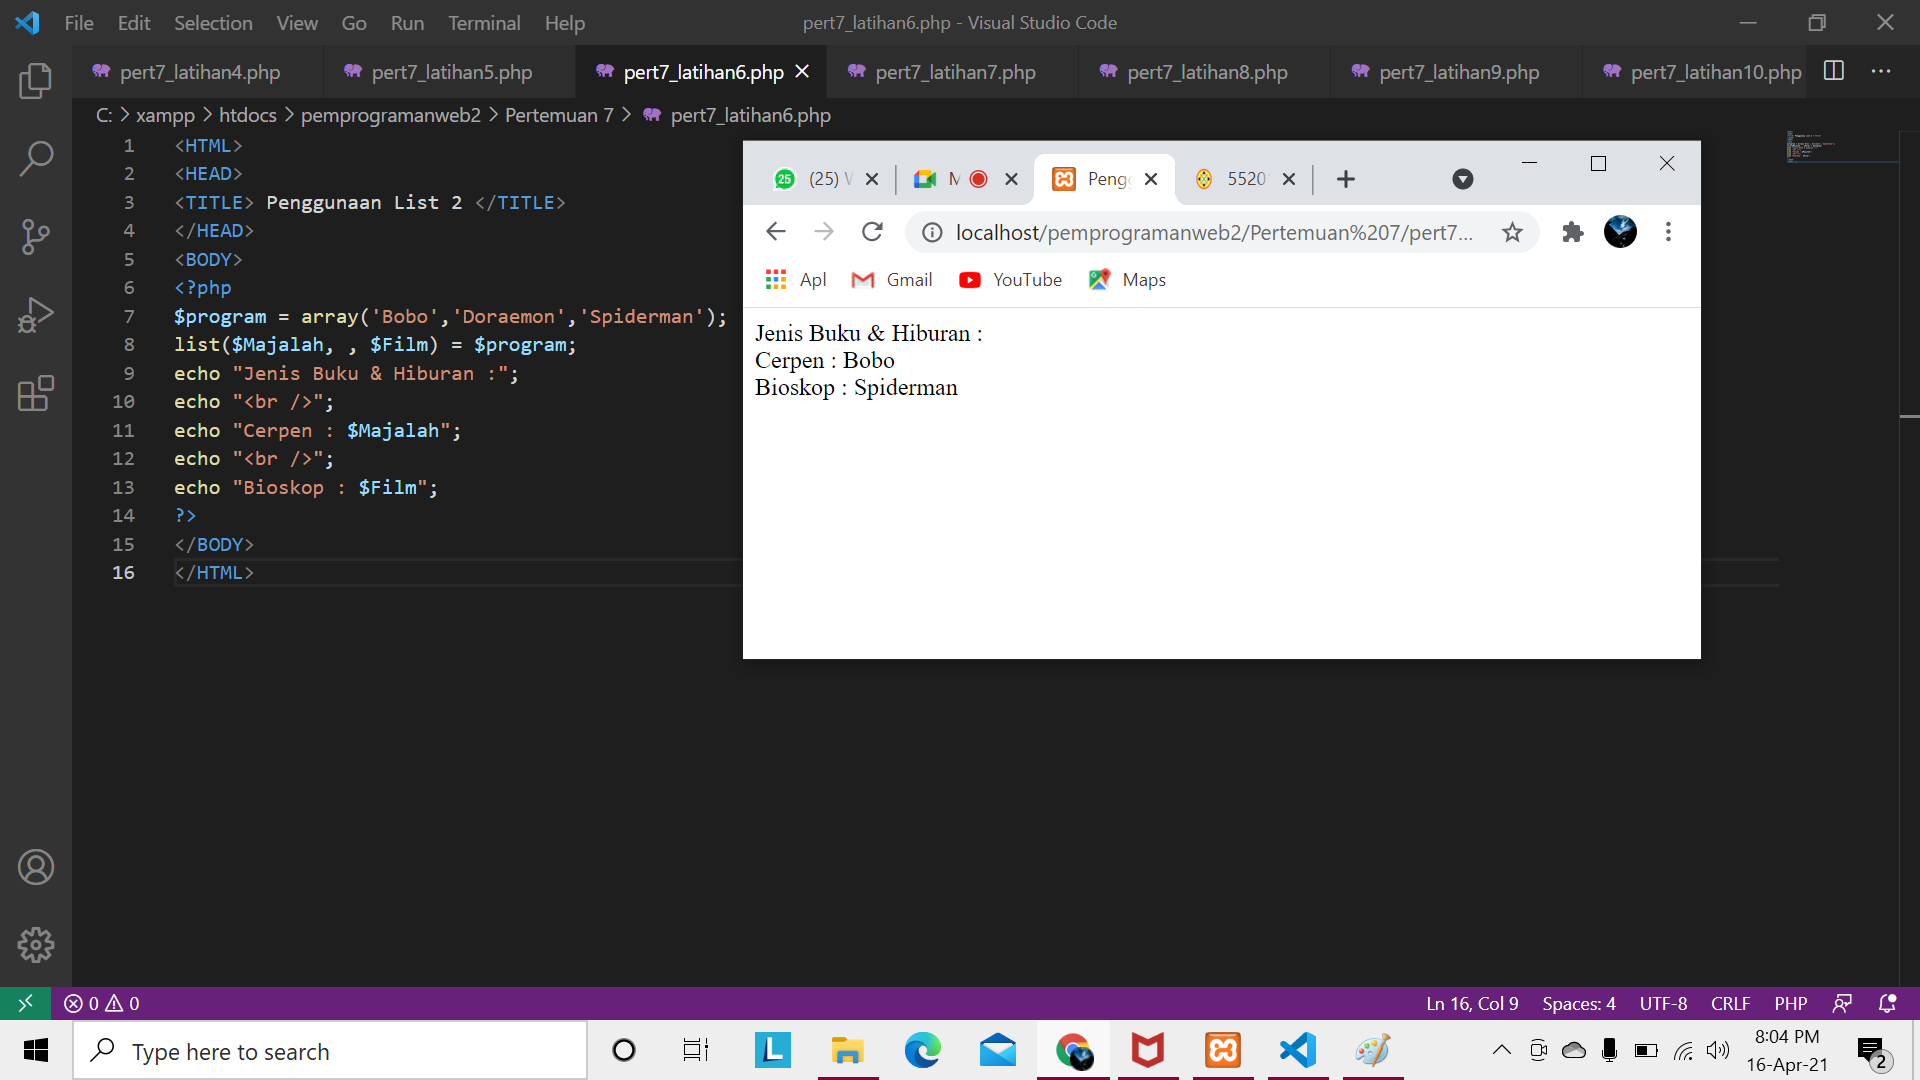 File Edit Selection View Go Run Terminal Help
pert7_latihan6.php - Visual Studio Code
pert7_latihan4.php pert7_latihan5.php pert7_latihan6.php pert7_latihan7.php pert7_latihan8.php pert7_latihan9.php pert7_latihan10.php
C: > xampp > htdocs > pemprogramanweb2 > Pertemuan 7 > pert7_latihan6.php
1 <HTML>
2 <HEAD>
3 <TITLE> Penggunaan List 2 </TITLE>
4 </HEAD>
5 <BODY>
6 <?php
7 $program = array('Bobo','Doraemon','Spiderman');
8 list($Majalah, , $Film) = $program;
9 echo "Jenis Buku & Hiburan :";
10 echo "<br />";
11 echo "Cerpen : $Majalah";
12 echo "<br />";
13 echo "Bioskop : $Film";
14 ?>
15 </BODY>
16 </HTML>
25 (25) M Peng 5520
localhost/pemprogramanweb2/Pertemuan%207/pert7...
Apl Gmail YouTube Maps
Jenis Buku & Hiburan :
Cerpen : Bobo
Bioskop : Spiderman
0 0
Ln 16, Col 9 Spaces: 4 UTF-8 CRLF PHP
Type here to search
L
8:04 PM
16-Apr-21
2